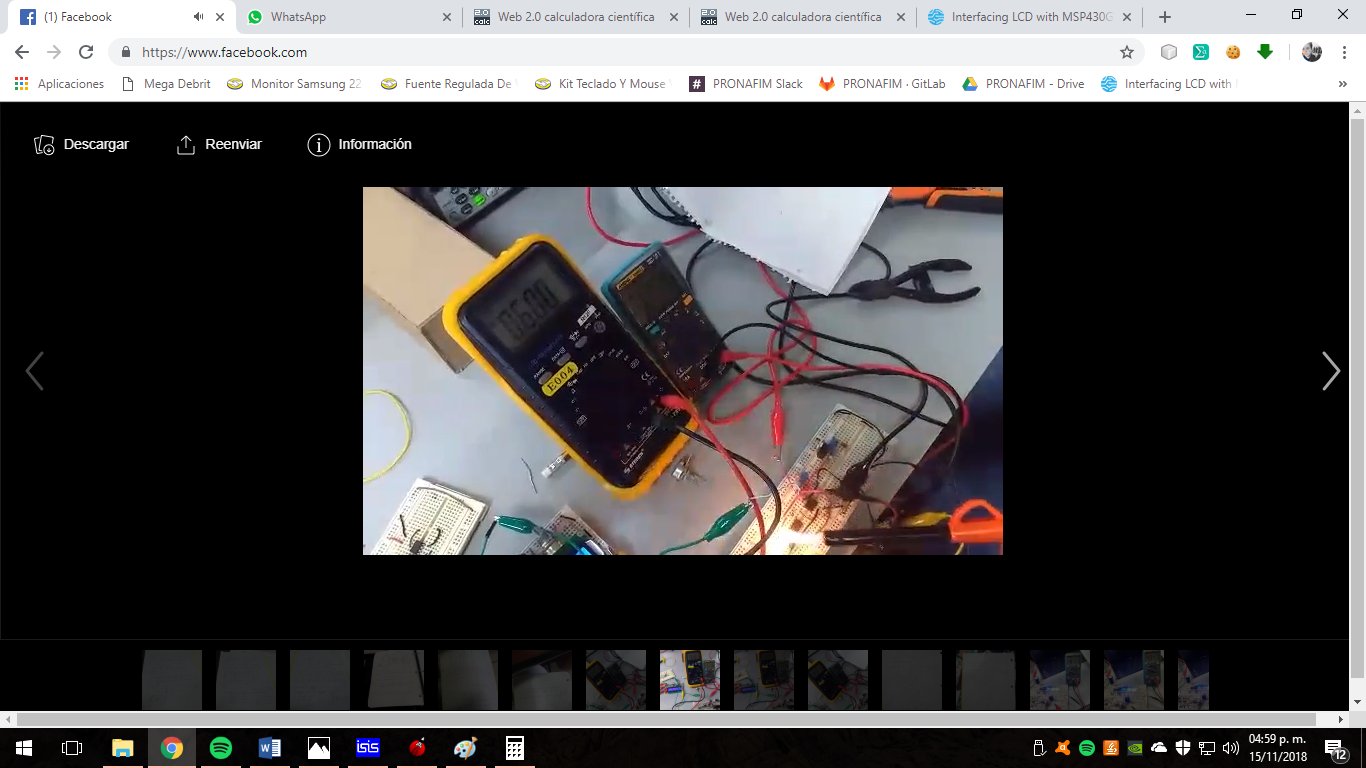 (1) Facebook
WhatsApp
Web 2.0 calculadora científica
Web 2.0 calculadora científica
Interfacing LCD with MSP430G
https://www.facebook.com
Aplicaciones
Mega Debrit
Monitor Samsung 22
Fuente Regulada De
Kit Teclado Y Mouse
PRONAFIM Slack
PRONAFIM · GitLab
PRONAFIM - Drive
Interfacing LCD with
»
Descargar
Reenviar
Información
E004
isis
04:59 p. m.
15/11/2018
12